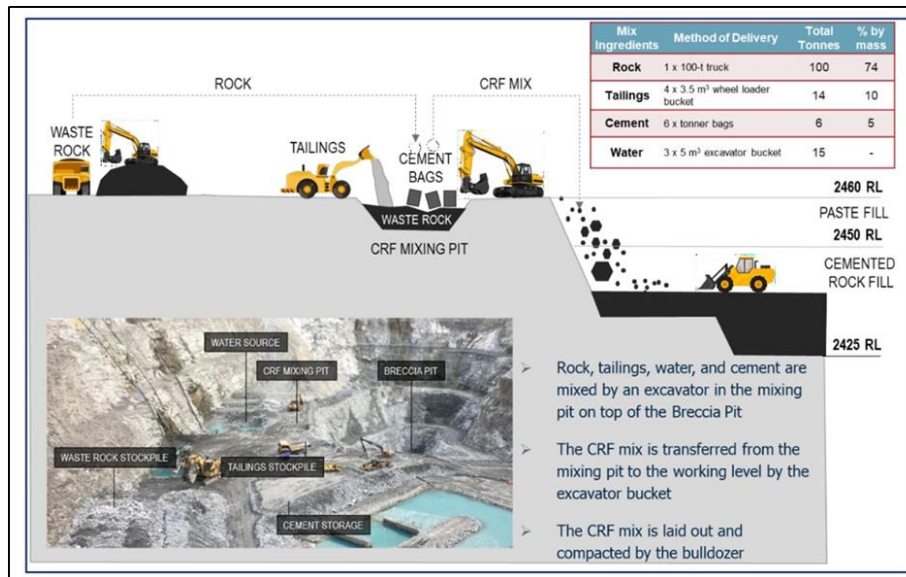 Mix Ingredients Method of Delivery Total Tonnes % by mass
Rock 1 x 100-t truck 100 74
Tailings 4 x 3.5 m³ wheel loader bucket 14 10
Cement 6 x tonner bags 6 5
Water 3 x 5 m³ excavator bucket 15 -
ROCK
CRF MIX
WASTE
ROCK
TAILINGS
CEMENT
BAGS
WASTE ROCK
CRF MIXING PIT
2460 RL
PASTE FILL
2450 RL
CEMENTED
ROCK FILL
2425 RL
WATER SOURCE
CRF MIXING PIT
BRECCIA PIT
WASTE ROCK STOCKPILE
TAILINGS STOCKPILE
CEMENT STORAGE
➢ Rock, tailings, water, and cement are
mixed by an excavator in the mixing
pit on top of the Breccia Pit
➢ The CRF mix is transferred from the
mixing pit to the working level by the
excavator bucket
➢ The CRF mix is laid out and
compacted by the bulldozer